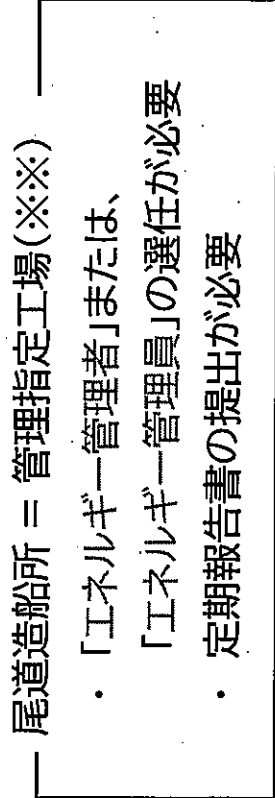 尾道造船所 = 管理指定工場(※※)
・「エネルギー管理者」または、
「エネルギー管理員」の選任が必要
・定期報告書の提出が必要